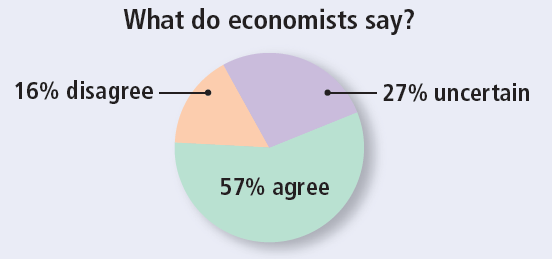 What do economists say?
16% disagree
27% uncertain
57% agree